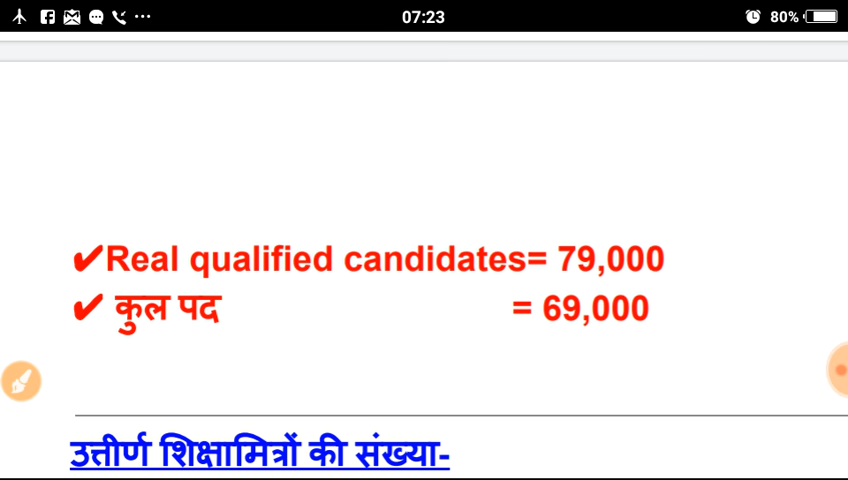 07:23
80%
✔Real qualified candidates= 79,000
✔ कुल पद = 69,000
उत्तीर्ण शिक्षामित्रों की संख्या-